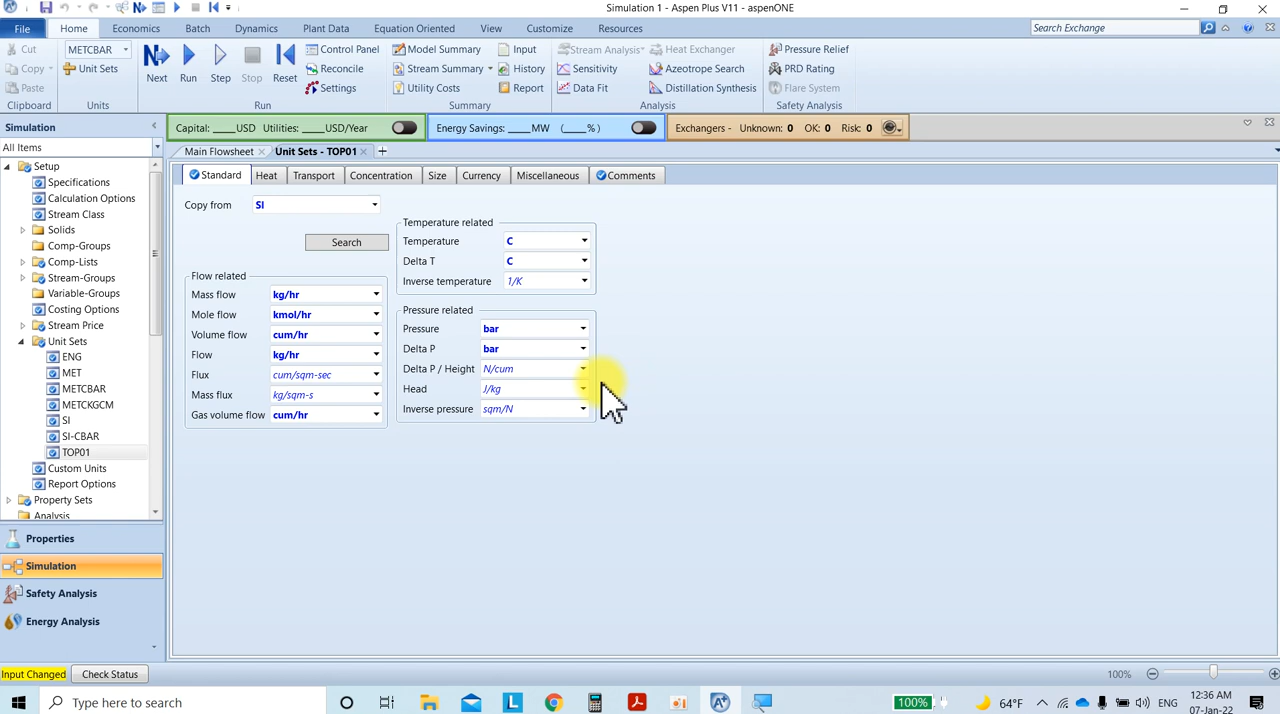 Simulation 1 - Aspen Plus V11 - aspenONE
File Home Economics Batch Dynamics Plant Data Equation Oriented View Customize Resources Search Exchange
Cut METCBAR Control Panel Model Summary Input Stream Analysis Heat Exchanger Pressure Relief
Copy Unit Sets Next Run Step Stop Reset Reconcile Stream Summary History Sensitivity Azeotrope Search PRD Rating
Paste Settings Utility Costs Report Data Fit Distillation Synthesis Flare System
Clipboard Units Run Summary Analysis Safety Analysis
Simulation Capital: ____USD Utilities: ____USD/Year Energy Savings: ____MW (____%) Exchangers - Unknown: 0 OK: 0 Risk: 0
All Items Main Flowsheet Unit Sets - TOP01
Setup
Specifications
Calculation Options
Stream Class
Solids
Comp-Groups
Comp-Lists
Stream-Groups
Variable-Groups
Costing Options
Stream Price
Unit Sets
ENG
MET
METCBAR
METCKGCM
SI
SI-CBAR
TOP01
Custom Units
Report Options
Property Sets
Analysis
Properties
Simulation
Safety Analysis
Energy Analysis
Standard Heat Transport Concentration Size Currency Miscellaneous Comments
Copy from SI
Search
Flow related
Mass flow kg/hr
Mole flow kmol/hr
Volume flow cum/hr
Flow kg/hr
Flux cum/sqm-sec
Mass flux kg/sqm-s
Gas volume flow cum/hr
Temperature related
Temperature C
Delta T C
Inverse temperature 1/K
Pressure related
Pressure bar
Delta P bar
Delta P / Height N/cum
Head J/kg
Inverse pressure sqm/N
Input Changed Check Status 100%
Type here to search 100% 64°F ENG 12:36 AM
07-Jan-22